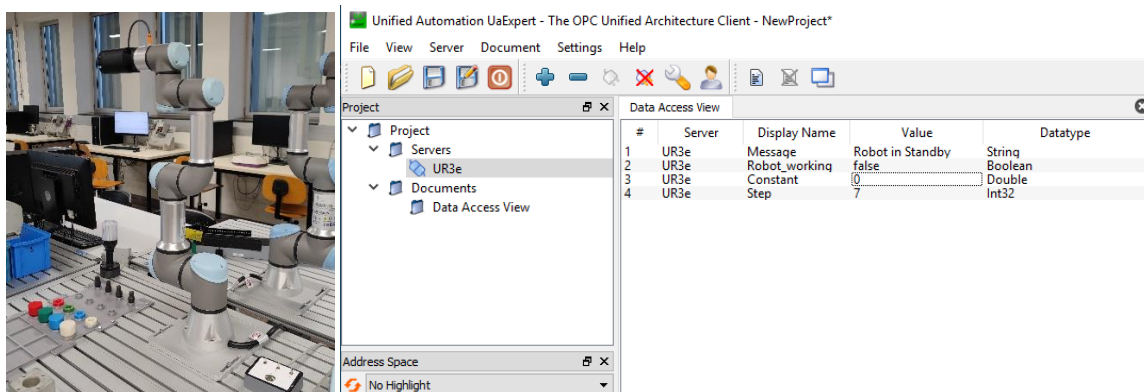 Unified Automation UaExpert - The OPC Unified Architecture Client - NewProject*
File View Server Document Settings Help
Project
Project
Servers
UR3e
Documents
Data Access View
Address Space
No Highlight
Data Access View
# Server Display Name Value Datatype
1 UR3e Message Robot in Standby String
2 UR3e Robot_working false Boolean
3 UR3e Constant 0 Double
4 UR3e Step 7 Int32